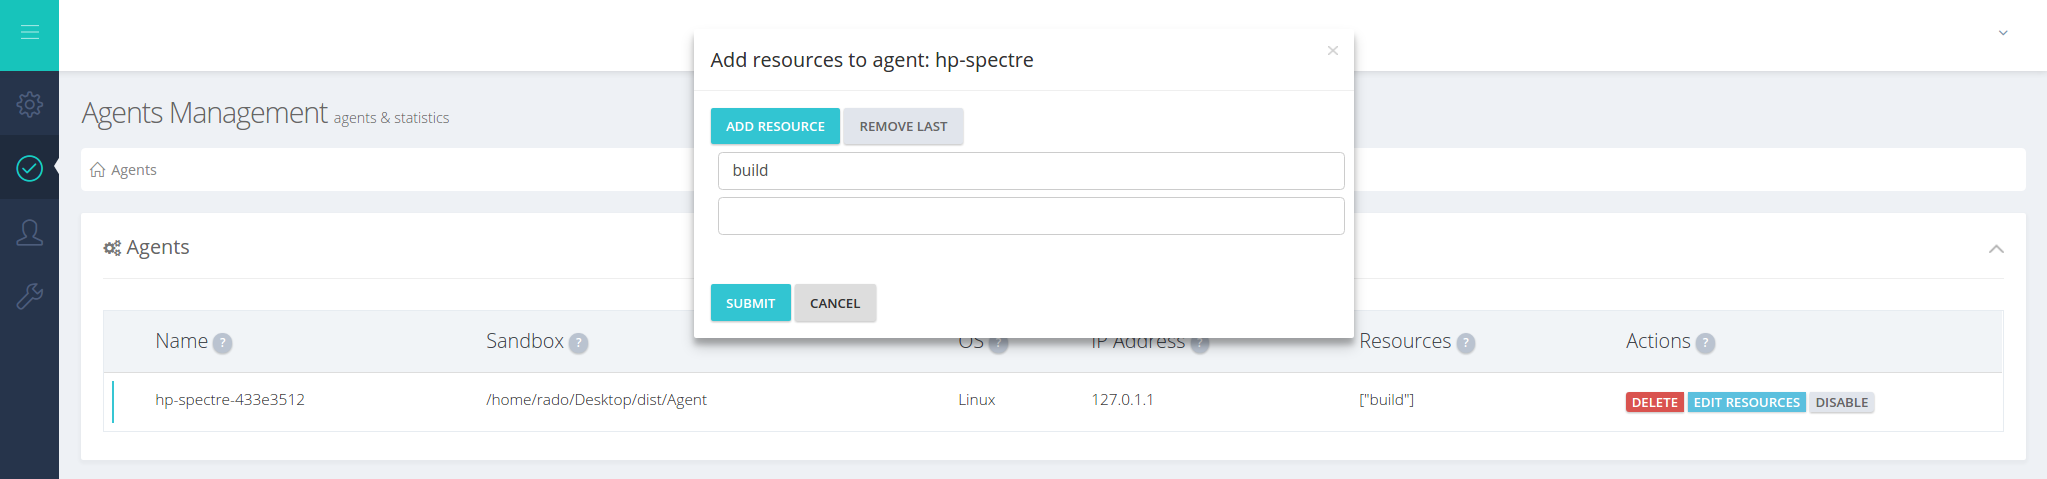 Add resources to agent: hp-spectre
×
Agents Management agents & statistics
ADD RESOURCE REMOVE LAST
build
Agents
Agents
SUBMIT CANCEL
Name ? Sandbox ? OS ? IP Address ? Resources ? Actions ?
hp-spectre-433e3512 /home/rado/Desktop/dist/Agent Linux 127.0.1.1 ["build"] DELETE EDIT RESOURCES DISABLE